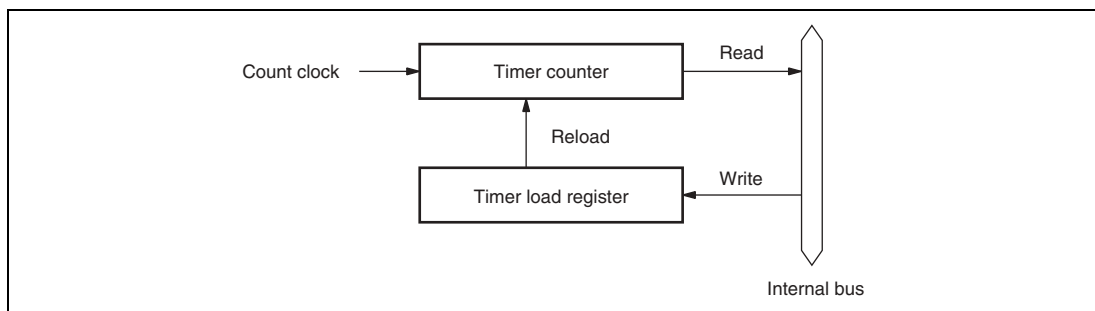 Read
Count clock
Timer counter
Reload
Write
Timer load register
Internal bus